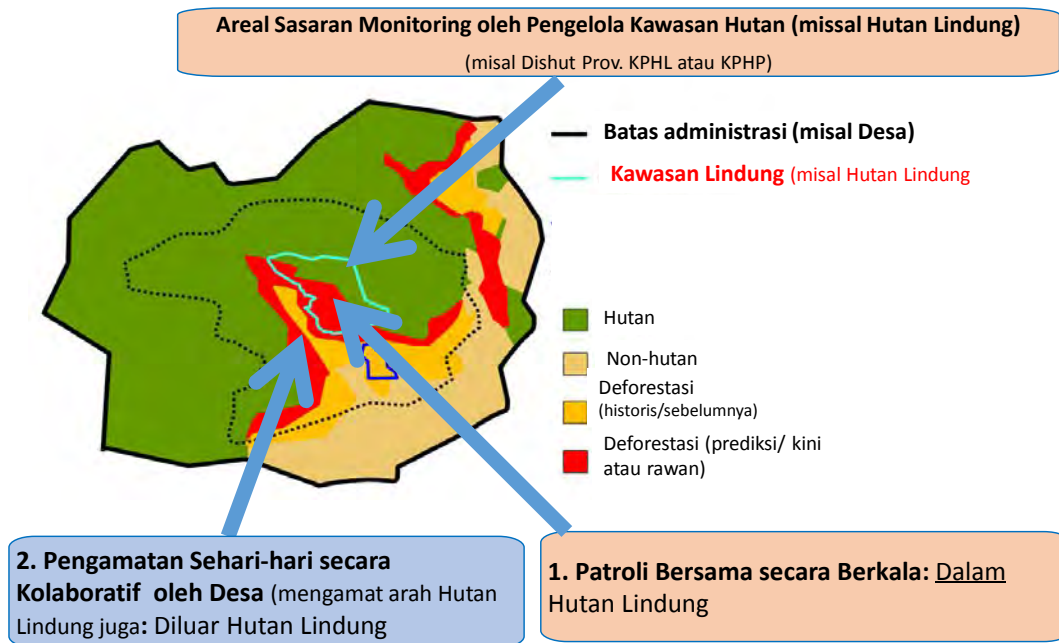 Areal Sasaran Monitoring oleh Pengelola Kawasan Hutan (missal Hutan Lindung)
(misal Dishut Prov. KPHL atau KPHP)
Batas administrasi (misal Desa)
Kawasan Lindung (misal Hutan Lindung
Hutan
Non-hutan
Deforestasi
(historis/sebelumnya)
Deforestasi (prediksi/ kini
atau rawan)
2. Pengamatan Sehari-hari secara
Kolaboratif oleh Desa (mengamat arah Hutan
Lindung juga: Diluar Hutan Lindung
1. Patroli Bersama secara Berkala: Dalam
Hutan Lindung